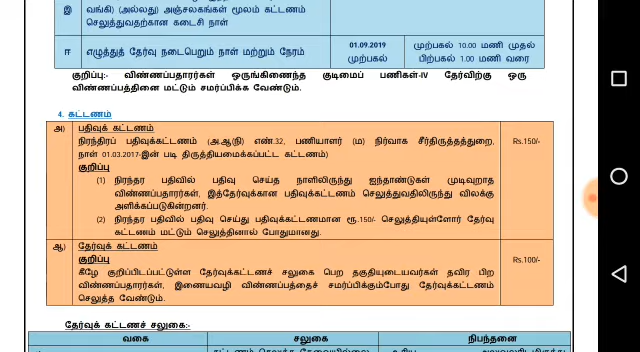 இ வங்கி) (அல்லது) அஞ்சலகங்கள் மூலம் கட்டணம்
செலுத்துவதற்கான கடைசி நாள்
ஈ எழுத்துத் தேர்வு நடைபெறும் நாள் மற்றும் நேரம் 01.09.2019 முற்பகல் முற்பகல் 10.00 மணி முதல் பிற்பகல் 1.00 மணி வரை
குறிப்பு:- விண்ணப்பதாரர்கள் ஒருங்கிணைந்த குடிமைப் பணிகள்-IV தேர்விற்கு ஒரு
விண்ணப்பத்தினை மட்டும் சமர்ப்பிக்க வேண்டும்.
4. கட்டணம்
அ) பதிவுக் கட்டணம்
நிரந்திரப் பதிவுக்கட்டணம் (அ.ஆ(நி) எண்.32, பணியாளர் (ம) நிர்வாக சீர்திருத்தத்துறை, Rs.150/-
நாள் 01.03.2017-இன் படி திருத்தியமைக்கப்பட்ட கட்டணம்)
குறிப்பு
(1) நிரந்தர பதிவில் பதிவு செய்த நாளிலிருந்து ஐந்தாண்டுகள் முடிவுறாத
விண்ணப்பதாரர்கள், இத்தேர்வுக்கான பதிவுக்கட்டணம் செலுத்துவதிலிருந்து விலக்கு
அளிக்கப்படுகின்றனர்.
(2) நிரந்தர பதிவில் பதிவு செய்து பதிவுக்கட்டணமான ரூ.150/- செலுத்தியுள்ளோர் தேர்வு
கட்டணம் மட்டும் செலுத்தினால் போதுமானது.
ஆ) தேர்வுக் கட்டணம்
குறிப்பு Rs.100/-
கீழே குறிப்பிடப்பட்டுள்ள தேர்வுக்கட்டணச் சலுகை பெற தகுதியுடையவர்கள் தவிர பிற
விண்ணப்பதாரர்கள், இணையவழி விண்ணப்பத்தைச் சமர்ப்பிக்கும்போது தேர்வுக்கட்டணம்
செலுத்த வேண்டும்.
தேர்வுக் கட்டணச் சலுகை:-
வகை சலுகை நிபந்தனை